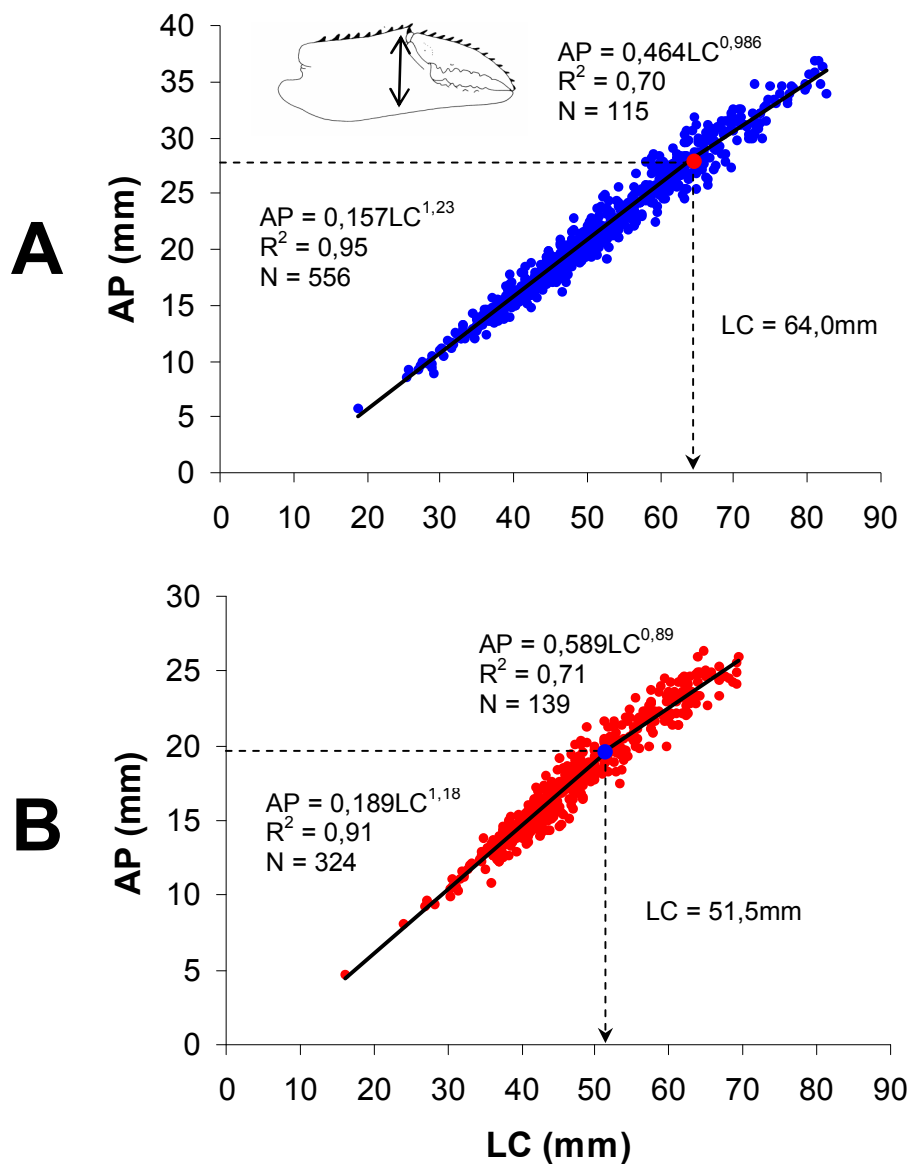 A
AP (mm)
40
35
30
25
20
15
10
5
0
AP = 0,464LC^0,986
R² = 0,70
N = 115
AP = 0,157LC^1,23
R² = 0,95
N = 556
LC = 64,0mm
0 10 20 30 40 50 60 70 80 90
B
AP (mm)
30
25
20
15
10
5
0
AP = 0,589LC^0,89
R² = 0,71
N = 139
AP = 0,189LC^1,18
R² = 0,91
N = 324
LC = 51,5mm
0 10 20 30 40 50 60 70 80 90
LC (mm)